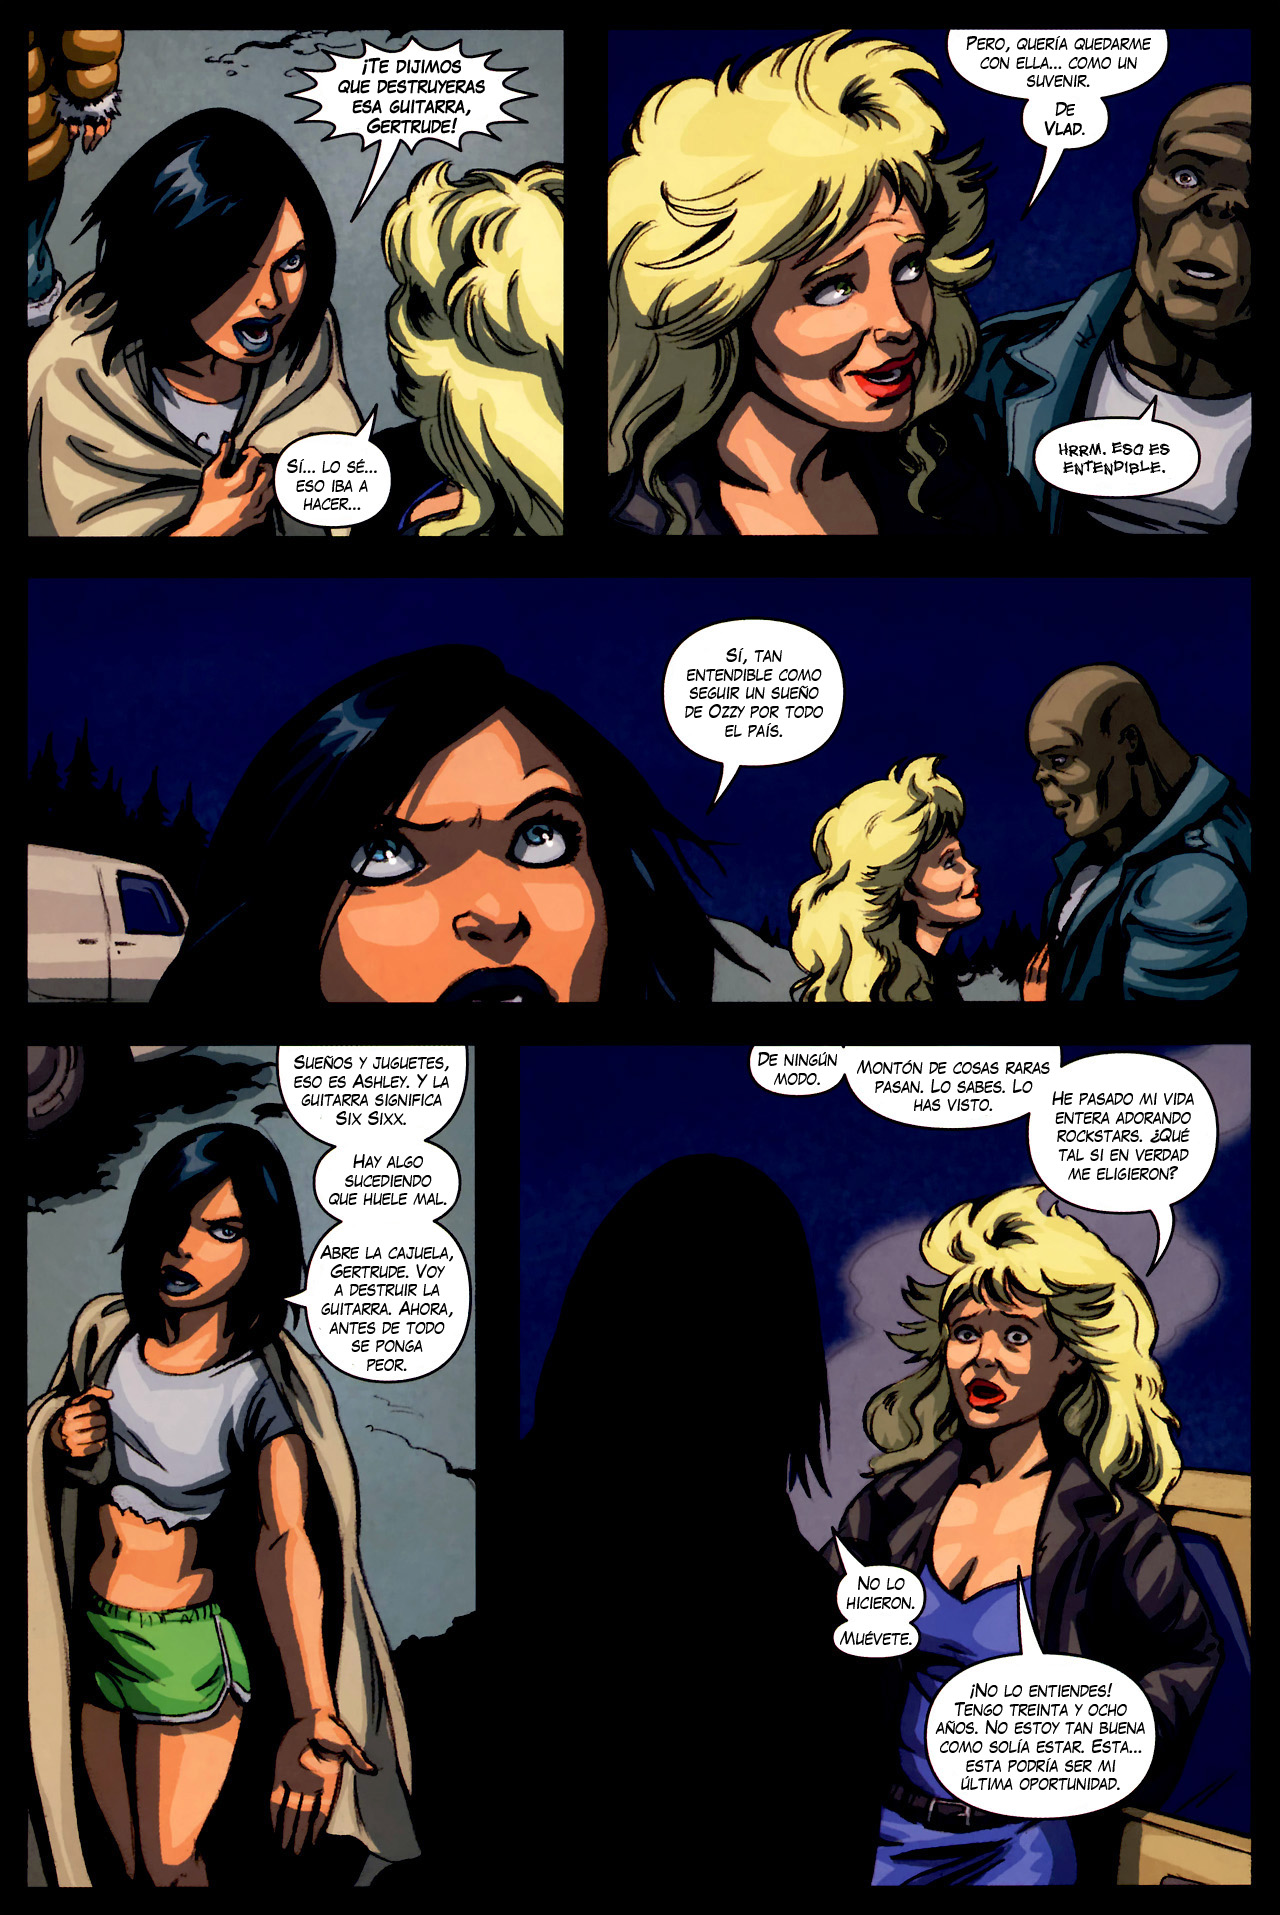 ¡TE DIJIMOS
QUE DESTRUYERAS
ESA GUITARRA,
GERTRUDE!
SÍ... LO SÉ...
ESO IBA A
HACER...
PERO, QUERÍA QUEDARME
CON ELLA... COMO UN
SUVENIR.
DE
VLAD.
HRRM. ESO ES
ENTENDIBLE.
SÍ, TAN
ENTENDIBLE COMO
SEGUIR UN SUEÑO
DE OZZY POR TODO
EL PAÍS.
SUEÑOS Y JUGUETES,
ESO ES ASHLEY. Y LA
GUITARRA SIGNIFICA
SIX SIXX.
HAY ALGO
SUCEDIENDO
QUE HUELE MAL.
ABRE LA CAJUELA,
GERTRUDE. VOY
A DESTRUIR LA
GUITARRA. AHORA,
ANTES DE TODO
SE PONGA
PEOR.
DE NINGÚN
MODO.
MONTÓN DE COSAS RARAS
PASAN. LO SABES. LO
HAS VISTO.
HE PASADO MI VIDA
ENTERA ADORANDO
ROCKSTARS. ¿QUÉ
TAL SI EN VERDAD
ME ELIGIERON?
NO LO
HICIERON.
MUÉVETE.
¡NO LO ENTIENDES!
TENGO TREINTA Y OCHO
AÑOS. NO ESTOY TAN BUENA
COMO SOLÍA ESTAR. ESTA...
ESTA PODRÍA SER MI
ÚLTIMA OPORTUNIDAD.